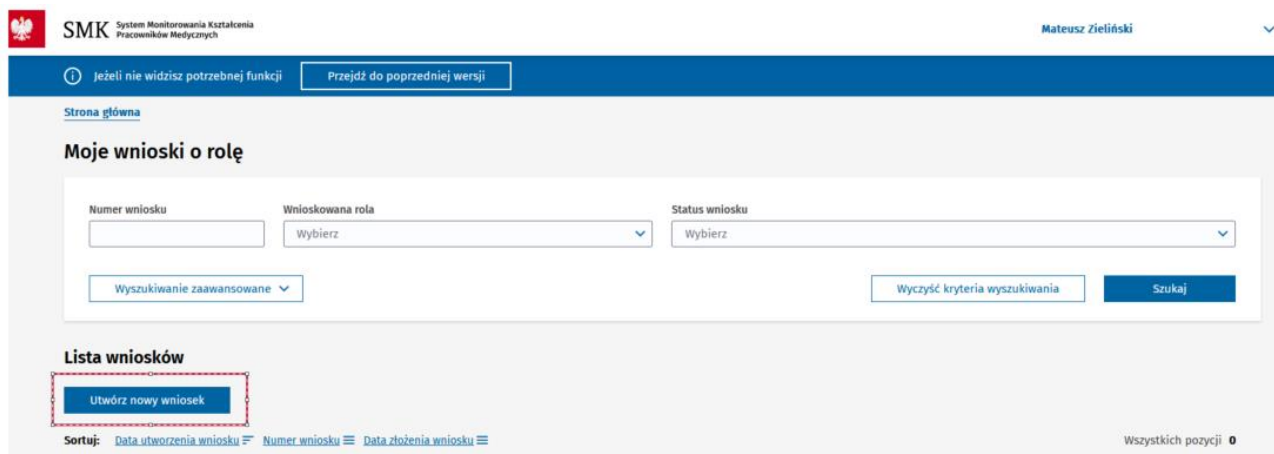 SMK System Monitorowania Kształcenia
Pracowników Medycznych
Mateusz Zieliński
Jeżeli nie widzisz potrzebnej funkcji Przejdź do poprzedniej wersji
Strona główna
Moje wnioski o rolę
Numer wniosku Wnioskowana rola Status wniosku
Wybierz Wybierz
Wyszukiwanie zaawansowane Wyczyść kryteria wyszukiwania Szukaj
Lista wniosków
Utwórz nowy wniosek
Sortuj: Data utworzenia wniosku Numer wniosku Data złożenia wniosku Wszystkich pozycji 0